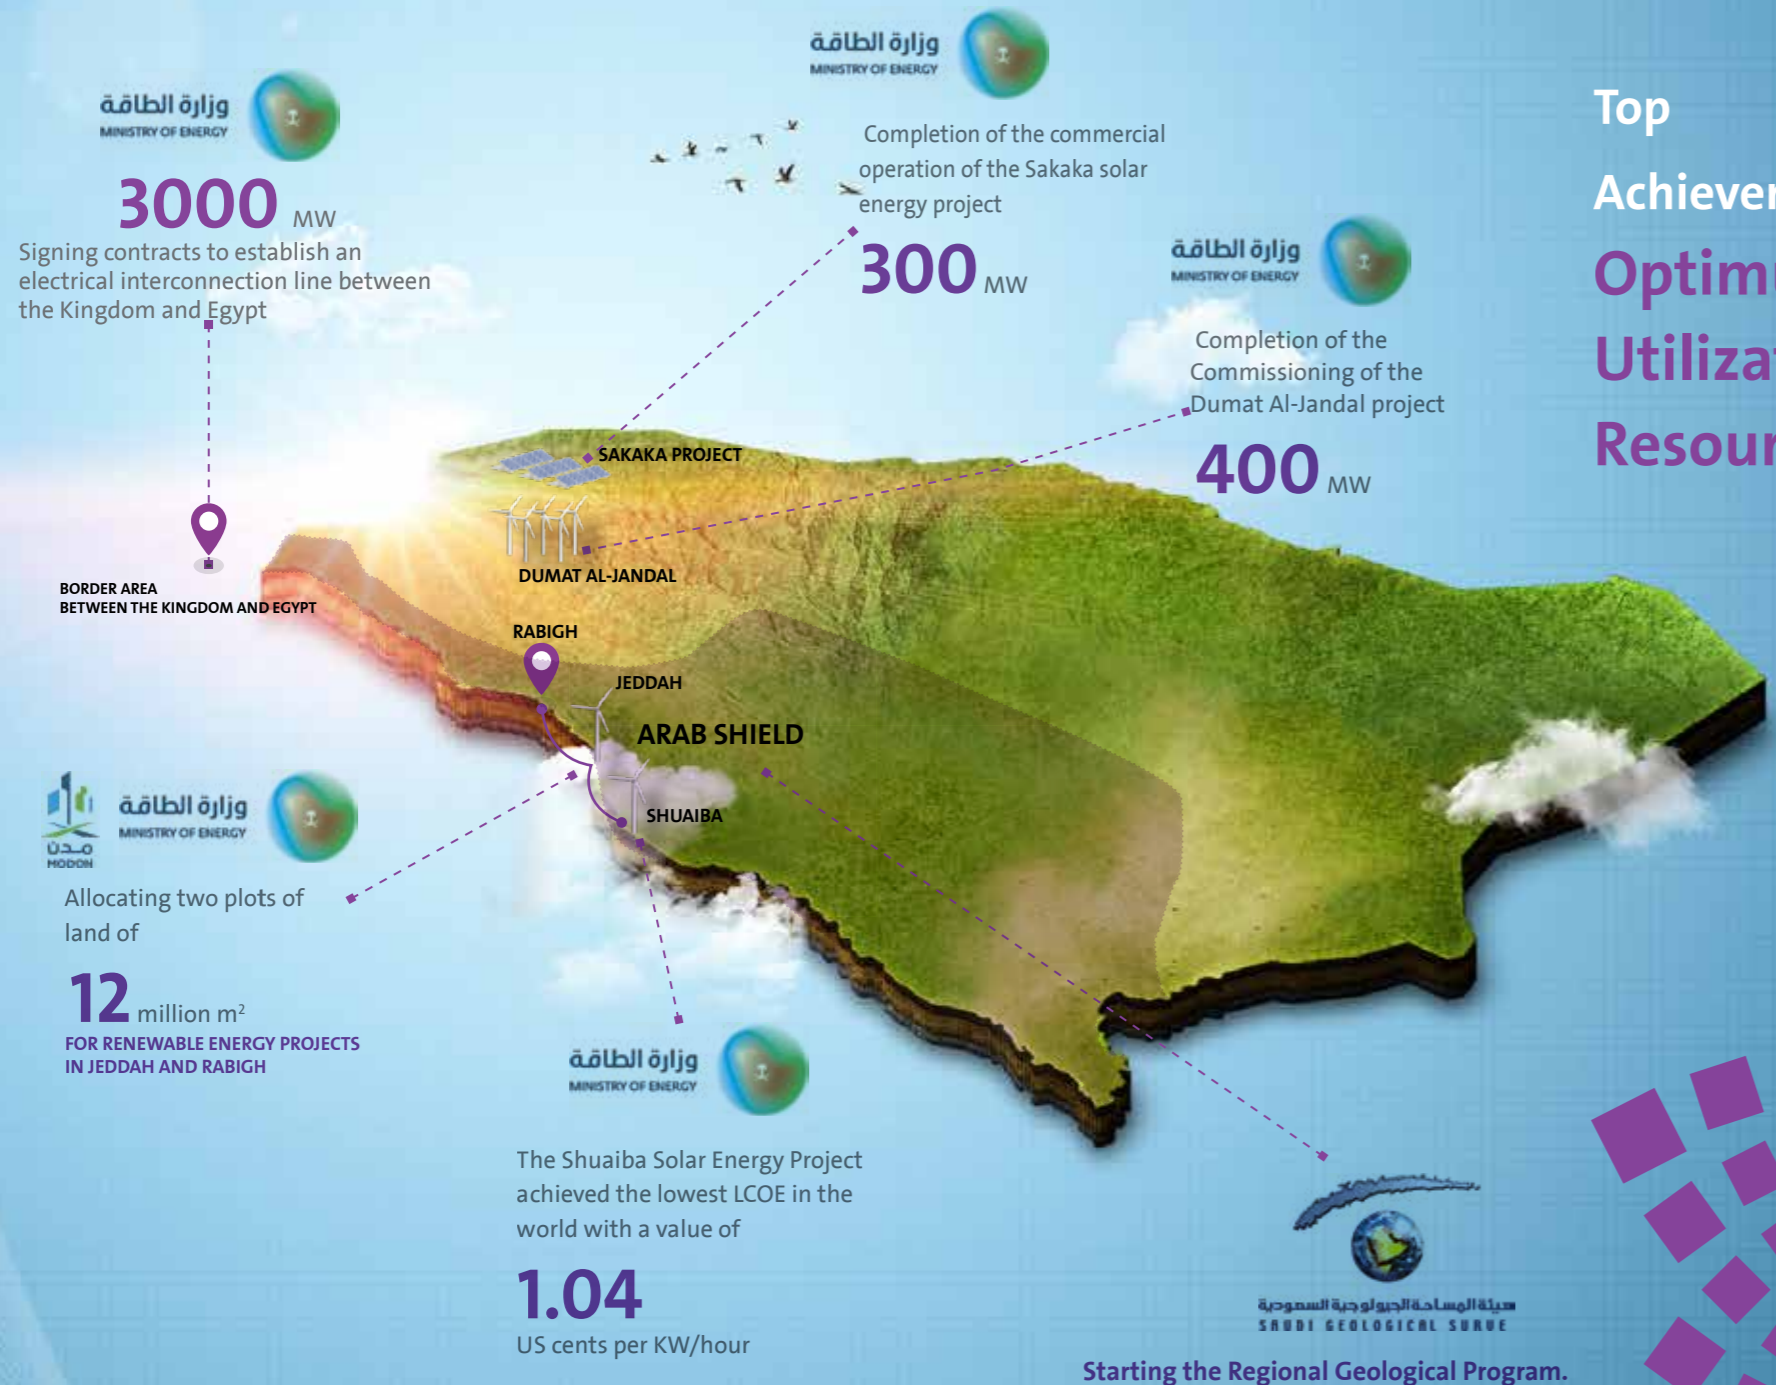 وزارة الطاقة
MINISTRY OF ENERGY
3000 MW
Signing contracts to establish an
electrical interconnection line between
the Kingdom and Egypt
وزارة الطاقة
MINISTRY OF ENERGY
Completion of the commercial
operation of the Sakaka solar
energy project
300 MW
وزارة الطاقة
MINISTRY OF ENERGY
Completion of the
Commissioning of the
Dumat Al-Jandal project
400 MW
Top
Achiever
Optimu
Utiliza
Resour
SAKAKA PROJECT
DUMAT AL-JANDAL
BORDER AREA
BETWEEN THE KINGDOM AND EGYPT
RABIGH
JEDDAH
ARAB SHIELD
SHUAIBA
مدن
MODON
وزارة الطاقة
MINISTRY OF ENERGY
Allocating two plots of
land of
12 million m²
FOR RENEWABLE ENERGY PROJECTS
IN JEDDAH AND RABIGH
وزارة الطاقة
MINISTRY OF ENERGY
The Shuaiba Solar Energy Project
achieved the lowest LCOE in the
world with a value of
1.04
US cents per KW/hour
هيئة المساحة الجيولوجية السعودية
SAUDI GEOLOGICAL SURVE
Starting the Regional Geological Program.